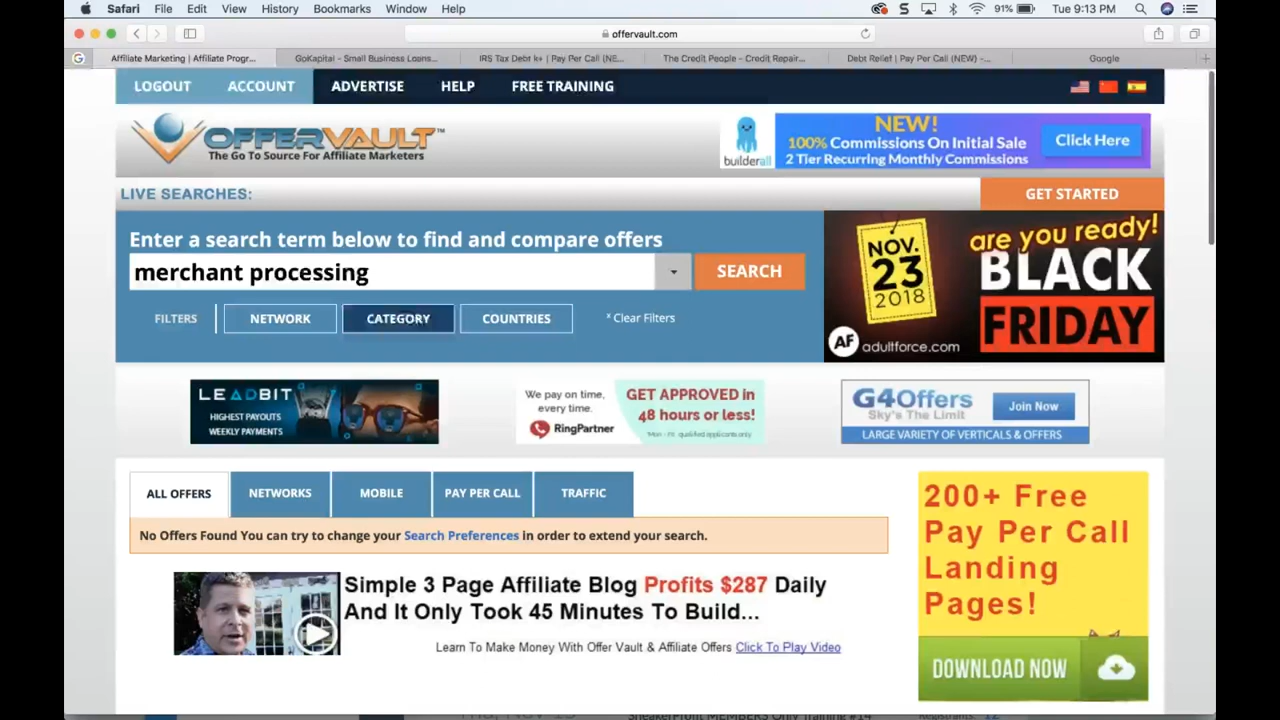 Safari File Edit View History Bookmarks Window Help
91% Tue 9:13 PM
offervault.com
Affiliate Marketing | Affiliate Progr...
GoKapital - Small Business Loans...
IRS Tax Debt k+ | Pay Per Call (NE...
The Credit People - Credit Repair...
Debt Relief | Pay Per Call (NEW) -...
Google
LOGOUT ACCOUNT ADVERTISE HELP FREE TRAINING
OFFERVAULT™
The Go To Source For Affiliate Marketers
builderall
NEW!
100% Commissions On Initial Sale
2 Tier Recurring Monthly Commissions
Click Here
LIVE SEARCHES:
GET STARTED
Enter a search term below to find and compare offers
merchant processing
SEARCH
FILTERS NETWORK CATEGORY COUNTRIES x Clear Filters
NOV.
23
2018
are you ready!
BLACK
FRIDAY
AF adultforce.com
LEADBIT
HIGHEST PAYOUTS
WEEKLY PAYMENTS
We pay on time,
every time.
RingPartner
GET APPROVED in
48 hours or less!
G4Offers
Sky's The Limit
Join Now
LARGE VARIETY OF VERTICALS & OFFERS
ALL OFFERS NETWORKS MOBILE PAY PER CALL TRAFFIC
No Offers Found You can try to change your Search Preferences in order to extend your search.
Simple 3 Page Affiliate Blog Profits $287 Daily
And It Only Took 45 Minutes To Build...
Learn To Make Money With Offer Vault & Affiliate Offers Click To Play Video
200+ Free
Pay Per Call
Landing
Pages!
DOWNLOAD NOW